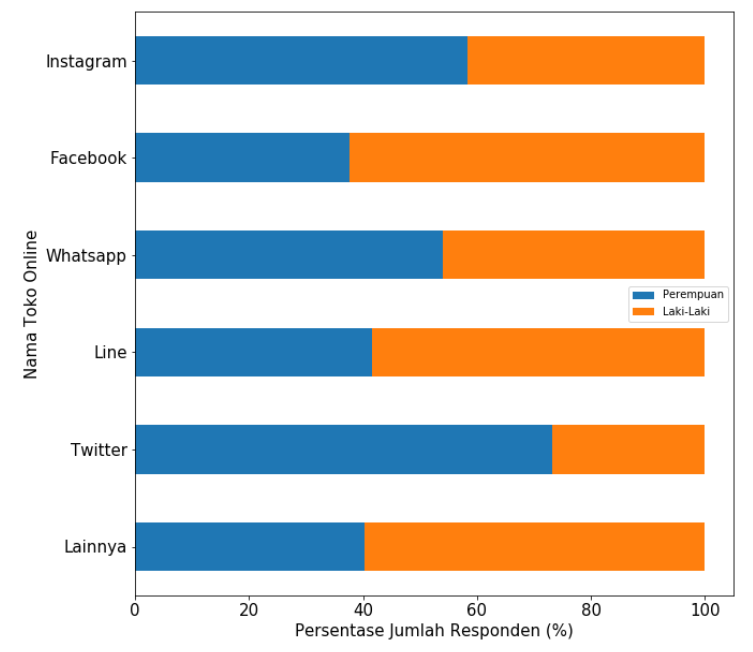 Nama Toko Online
Instagram
Facebook
Whatsapp
Line
Twitter
Lainnya
Perempuan
Laki-Laki
0 20 40 60 80 100
Persentase Jumlah Responden (%)